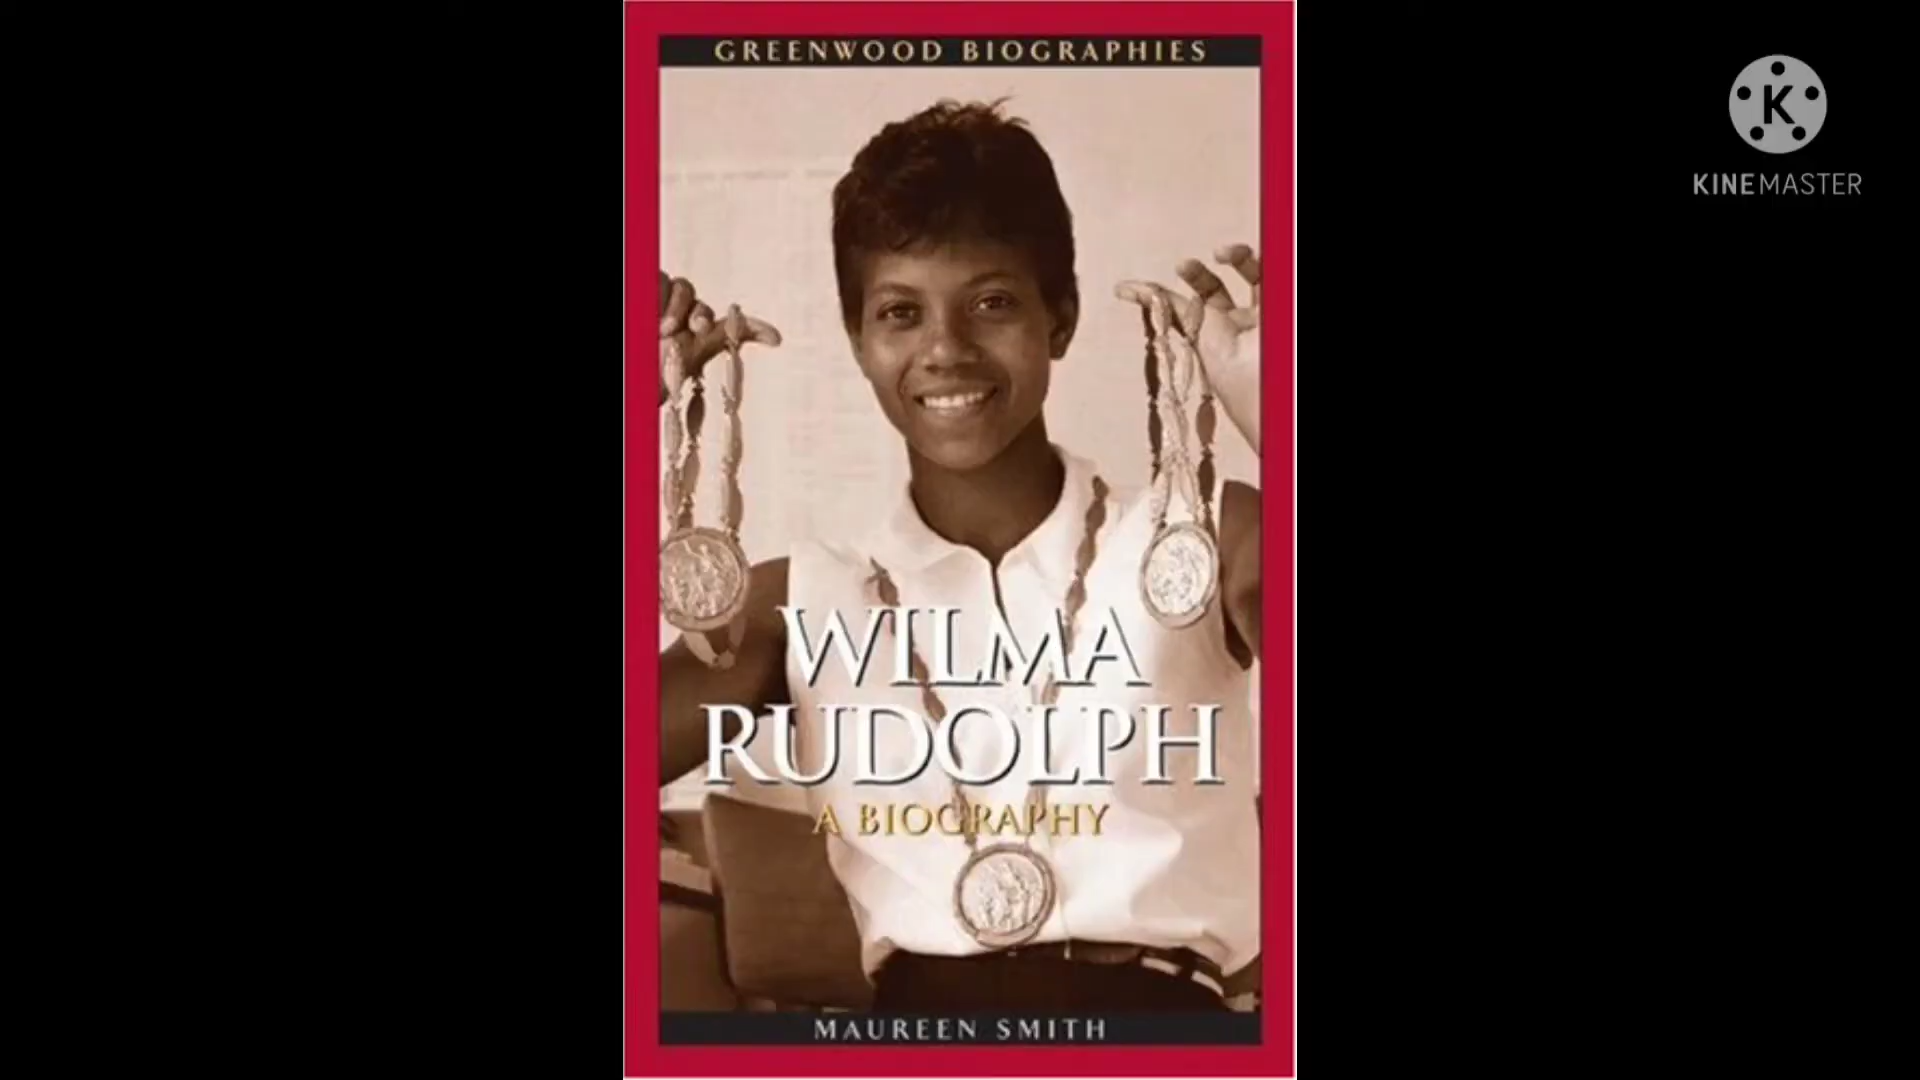 GREENWOOD BIOGRAPHIES
K
KINEMASTER
WILMA
RUDOLPH
A BIOGRAPHY
MAUREEN SMITH